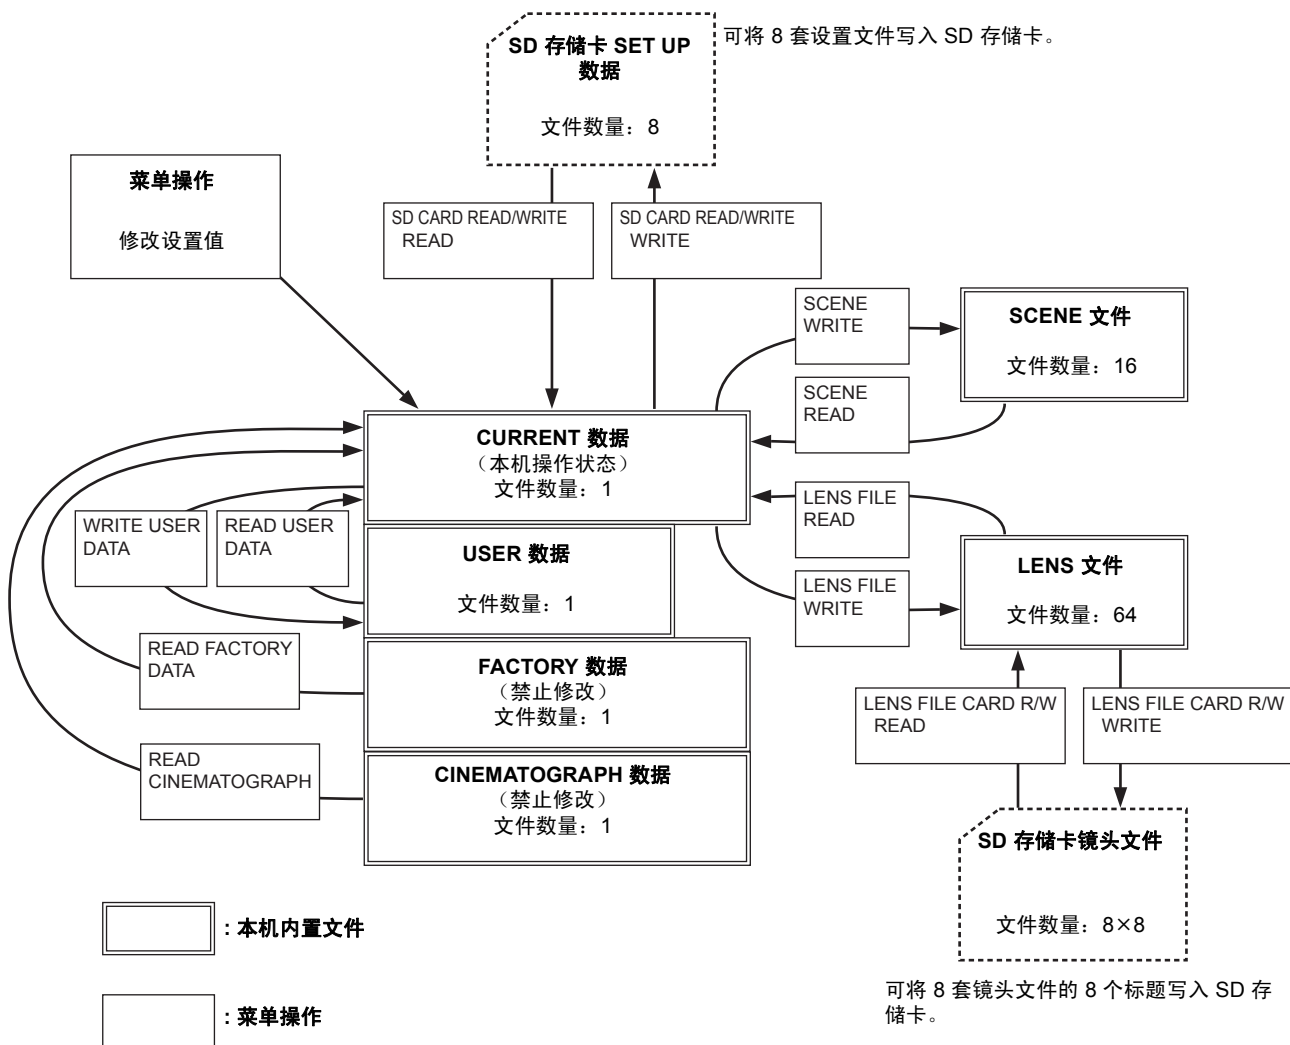 SD 存储卡 SET UP
数据
文件数量：8
可将 8 套设置文件写入 SD 存储卡。
菜单操作
修改设置值
SD CARD READ/WRITE
READ
SD CARD READ/WRITE
WRITE
SCENE
WRITE
SCENE 文件
文件数量：16
SCENE
READ
CURRENT 数据
（本机操作状态）
文件数量：1
WRITE USER
DATA
READ USER
DATA
LENS FILE
READ
USER 数据
文件数量：1
LENS FILE
WRITE
LENS 文件
文件数量：64
READ FACTORY
DATA
FACTORY 数据
（禁止修改）
文件数量：1
LENS FILE CARD R/W
READ
LENS FILE CARD R/W
WRITE
READ
CINEMATOGRAPH
CINEMATOGRAPH 数据
（禁止修改）
文件数量：1
SD 存储卡镜头文件
文件数量：8×8
可将 8 套镜头文件的 8 个标题写入 SD 存
储卡。
: 本机内置文件
: 菜单操作